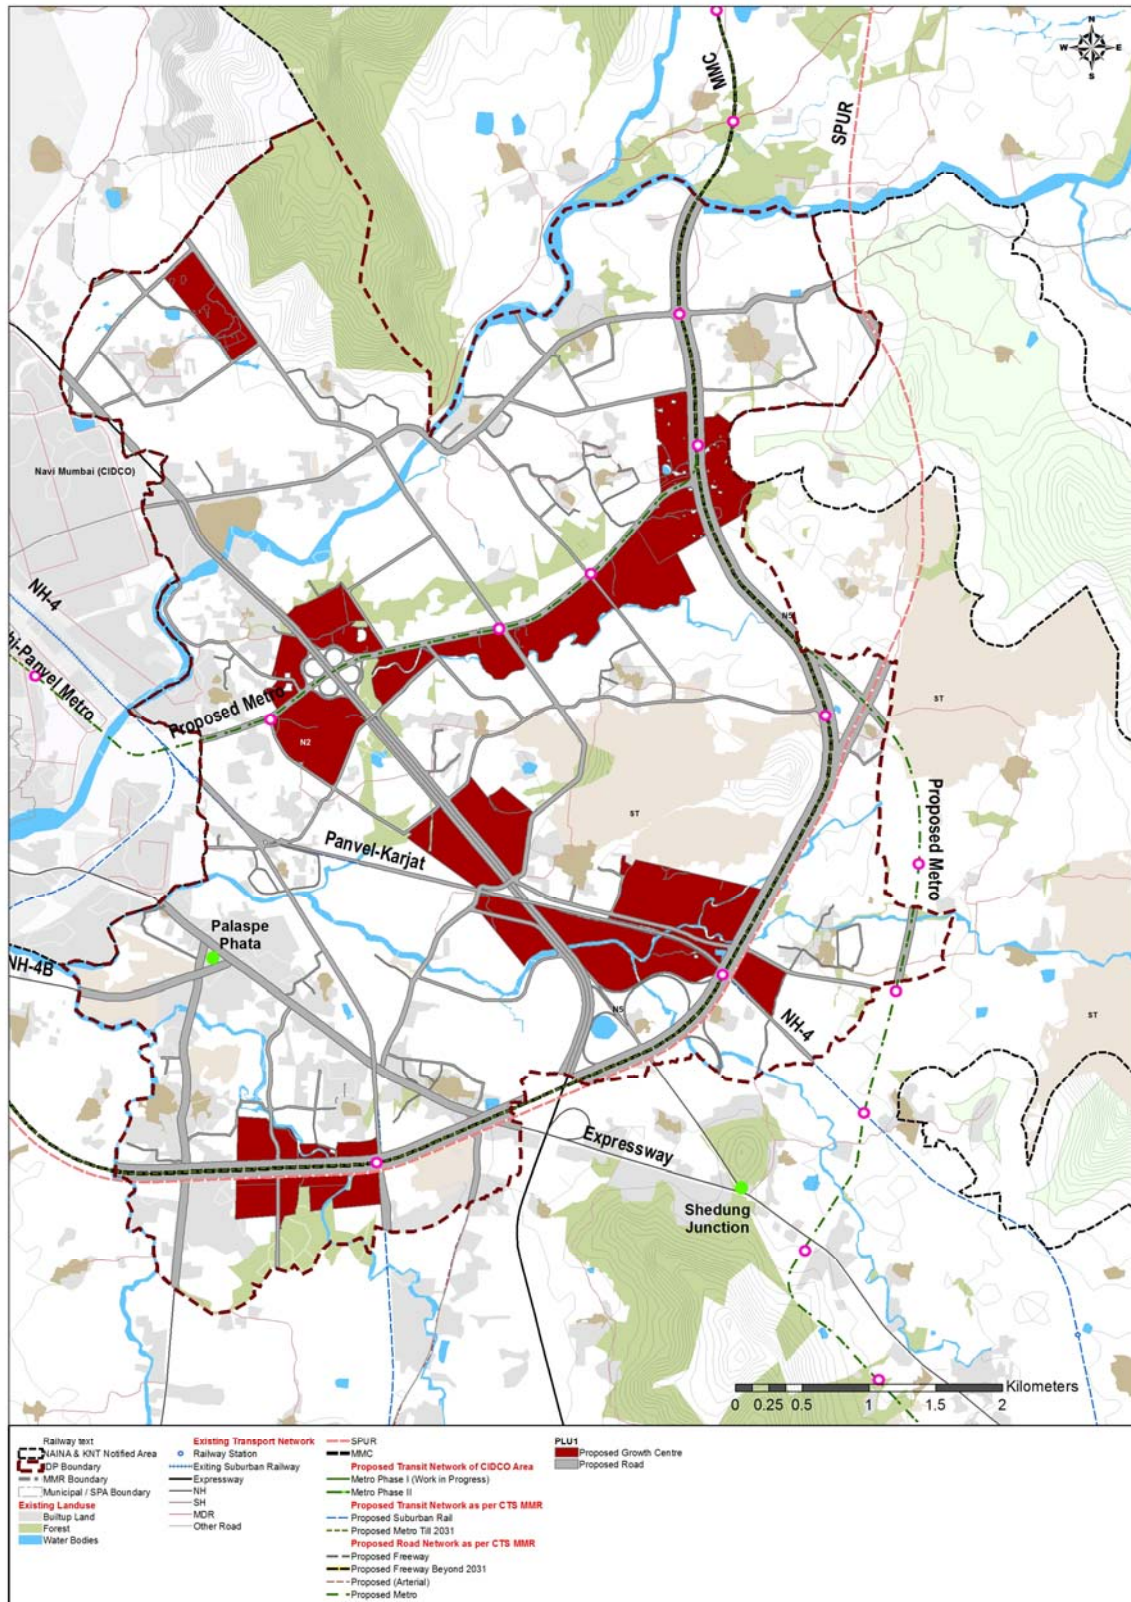 N
W
E
S
MMC
SPUR
Navi Mumbai (CIDCO)
NH-4
bi-Panvel Metro
Proposed Metro
N2
N5
ST
ST
Proposed Metro
Panvel-Karjat
Palaspe
Phata
NH-4B
ST
N5
NH-4
Expressway
Shedung
Junction
Kilometers
0 0.25 0.5 1 1.5 2
Railway text
NAINA & KNT Notified Area
IDP Boundary
MMR Boundary
Municipal / SPA Boundary
Existing Landuse
Builtup Land
Forest
Water Bodies
Existing Transport Network
Railway Station
Exiting Suburban Railway
Expressway
NH
SH
MDR
Other Road
SPUR
MMC
Proposed Transit Network of CIDCO Area
Metro Phase I (Work in Progress)
Metro Phase II
Proposed Transit Network as per CTS MMR
Proposed Suburban Rail
Proposed Metro Till 2031
Proposed Road Network as per CTS MMR
Proposed Freeway
Proposed Freeway Beyond 2031
Proposed (Arterial)
Proposed Metro
PLU1
Proposed Growth Centre
Proposed Road